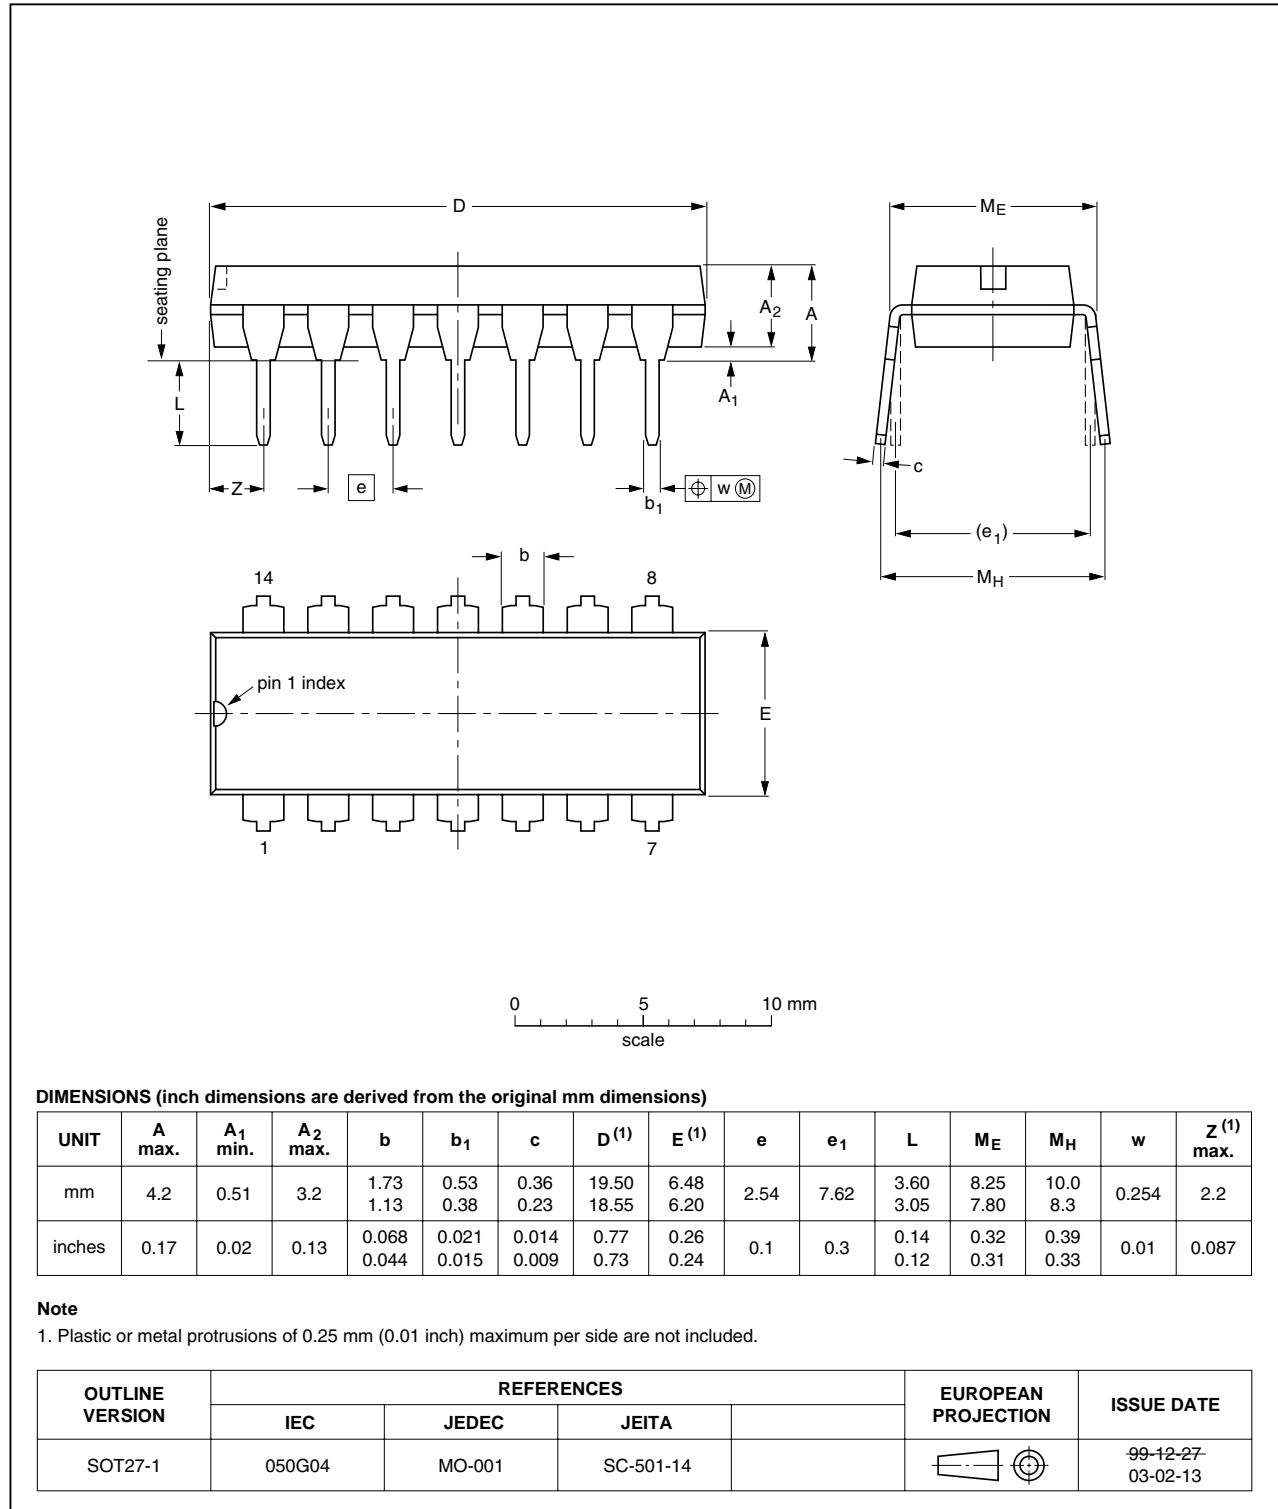 D
M_E
seating plane
A_2
A
A_1
L
c
Z
e
b_1
w M
(e_1)
M_H
b
14
8
pin 1 index
E
1
7
0
5
10 mm
scale
DIMENSIONS (inch dimensions are derived from the original mm dimensions)
UNIT A max. A_1 min. A_2 max. b b_1 c D(1) E(1) e e_1 L M_E M_H w Z(1) max.
mm 4.2 0.51 3.2 1.73 1.13 0.53 0.38 0.36 0.23 19.50 18.55 6.48 6.20 2.54 7.62 3.60 3.05 8.25 7.80 10.0 8.3 0.254 2.2
inches 0.17 0.02 0.13 0.068 0.044 0.021 0.015 0.014 0.009 0.77 0.73 0.26 0.24 0.1 0.3 0.14 0.12 0.32 0.31 0.39 0.33 0.01 0.087
Note
1. Plastic or metal protrusions of 0.25 mm (0.01 inch) maximum per side are not included.
OUTLINE VERSION REFERENCES EUROPEAN PROJECTION ISSUE DATE
IEC JEDEC JEITA
SOT27-1 050G04 MO-001 SC-501-14 99-12-27
03-02-13